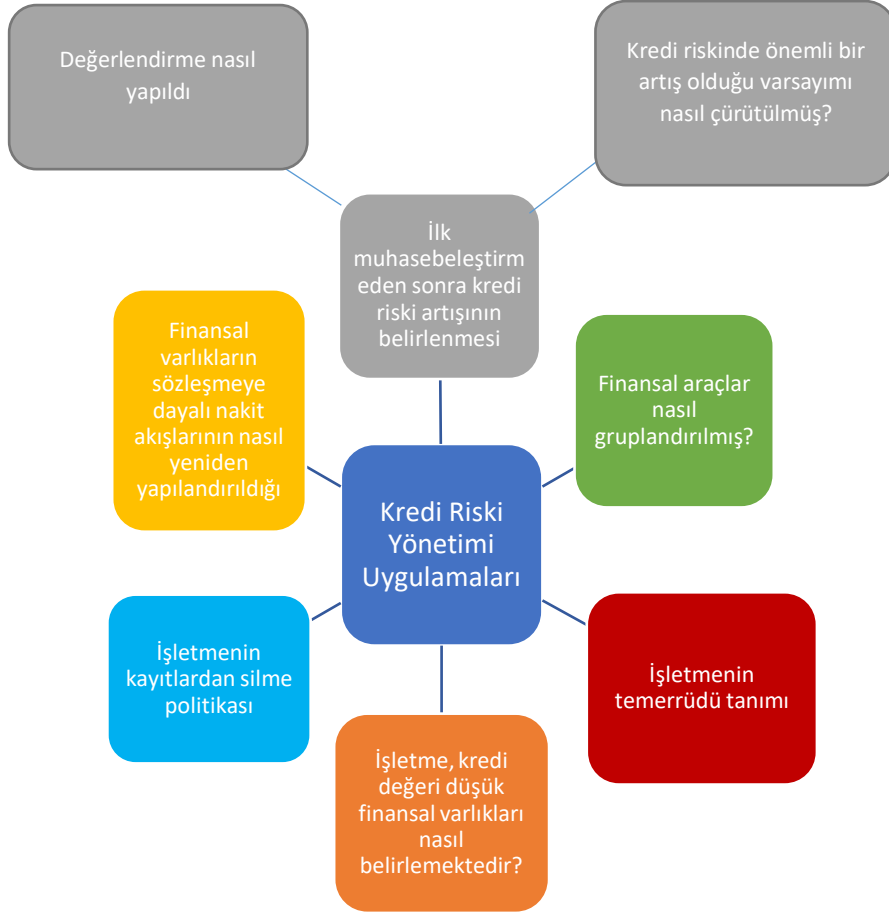 Değerlendirme nasıl
yapıldı
Kredi riskinde önemli bir
artış olduğu varsayımı
nasıl çürütülmüş?
İlk
muhasebeleştirm
eden sonra kredi
riski artışının
belirlenmesi
Finansal
varlıkların
sözleşmeye
dayalı nakit
akışlarının nasıl
yeniden
yapılandırıldığı
Finansal araçlar
nasıl
gruplandırılmış?
Kredi Riski
Yönetimi
Uygulamaları
İşletmenin
kayıtlardan silme
politikası
İşletmenin
temerrüdü tanımı
İşletme, kredi
değeri düşük
finansal varlıkları
nasıl
belirlemektedir?